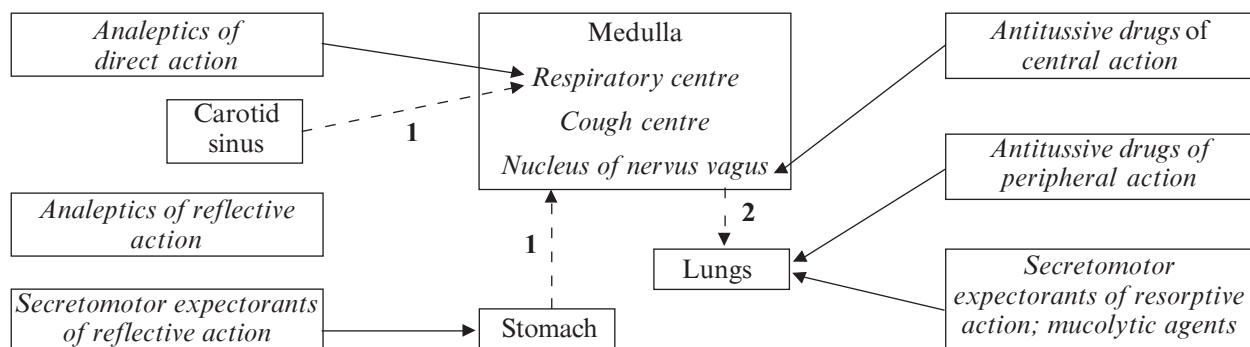 Analeptics of
direct action
Carotid
sinus
1
Analeptics of reflective
action
Secretomotor expectorants
of reflective action
Medulla
Respiratory centre
Cough centre
Nucleus of nervus vagus
1
2
Stomach
Lungs
Antitussive drugs of
central action
Antitussive drugs of
peripheral action
Secretomotor
expectorants of resorptive
action; mucolytic agents